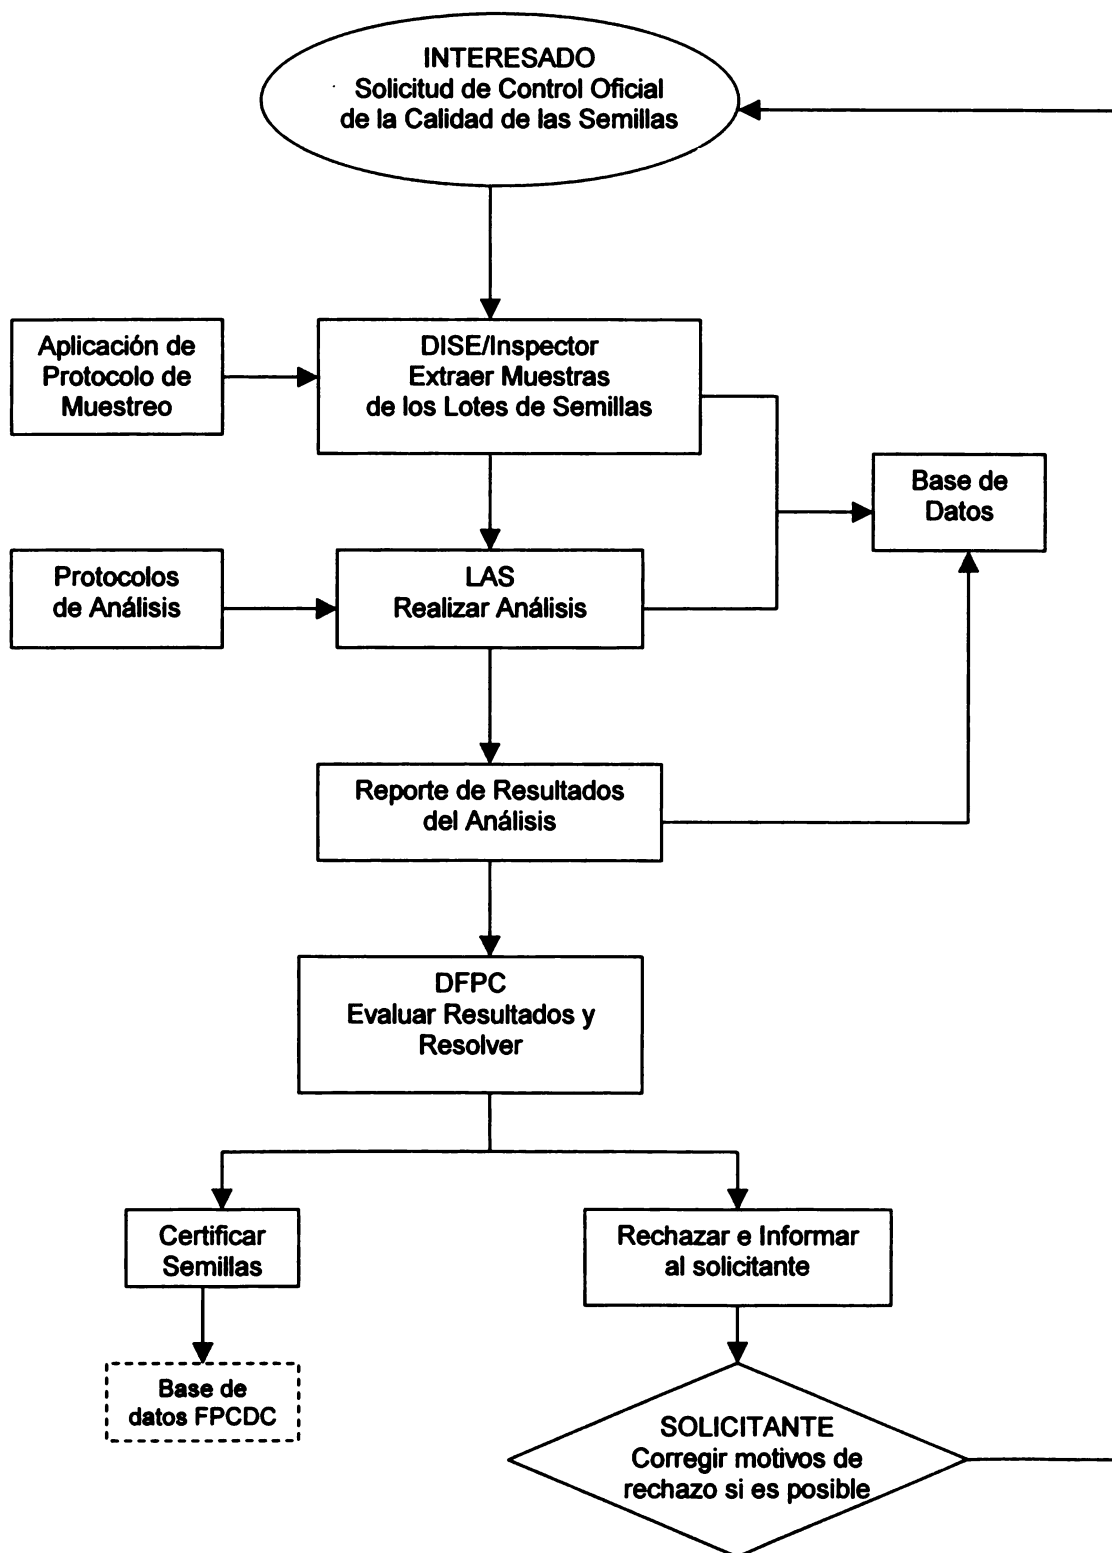 INTERESADO
Solicitud de Control Oficial
de la Calidad de las Semillas
Aplicación de
Protocolo de
Muestreo
DISE/Inspector
Extraer Muestras
de los Lotes de Semillas
Base de
Datos
Protocolos
de Análisis
LAS
Realizar Análisis
Reporte de Resultados
del Análisis
DFPC
Evaluar Resultados y
Resolver
Certificar
Semillas
Rechazar e Informar
al solicitante
Base de
datos FPCDC
SOLICITANTE
Corregir motivos de
rechazo si es posible